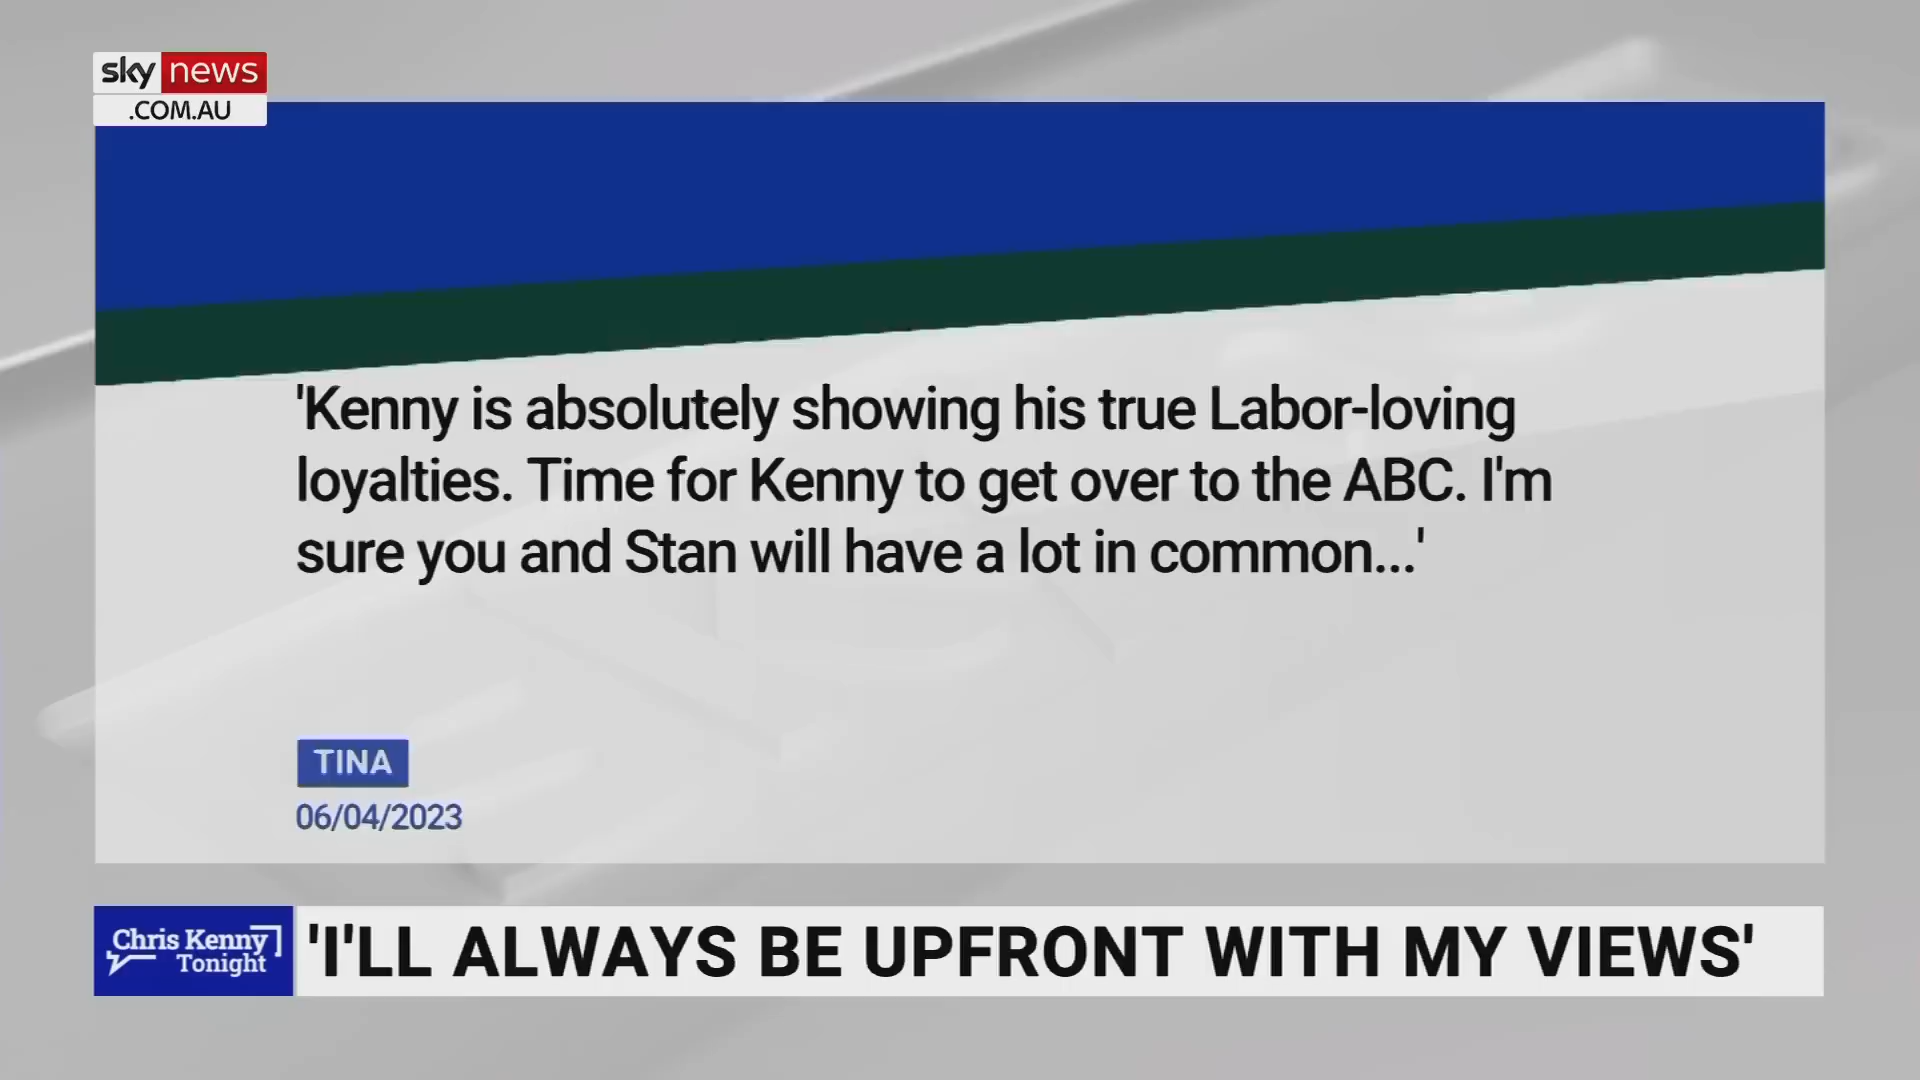 sky news
.COM.AU
'Kenny is absolutely showing his true Labor-loving
loyalties. Time for Kenny to get over to the ABC. I'm
sure you and Stan will have a lot in common...'
TINA
06/04/2023
Chris Kenny
Tonight
'I'LL ALWAYS BE UPFRONT WITH MY VIEWS'